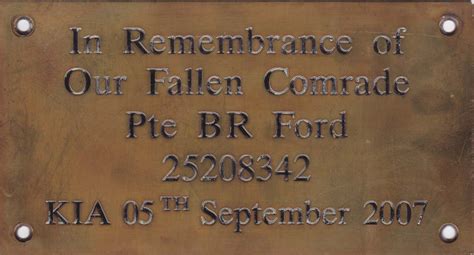 In Remembrance of
Our Fallen Comrade
Pte BR Ford
25208342
KIA 05TH September 2007